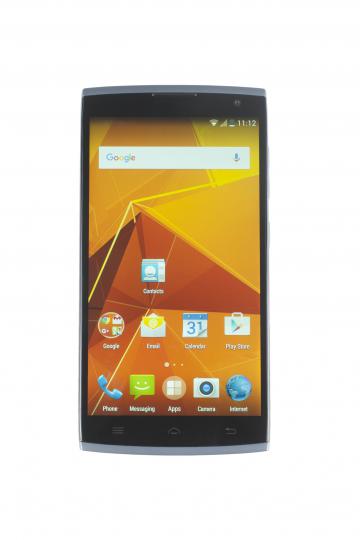 11:12
Google
Contacts
31
Google Email Calendar Play Store
Phone Messaging Apps Camera Internet